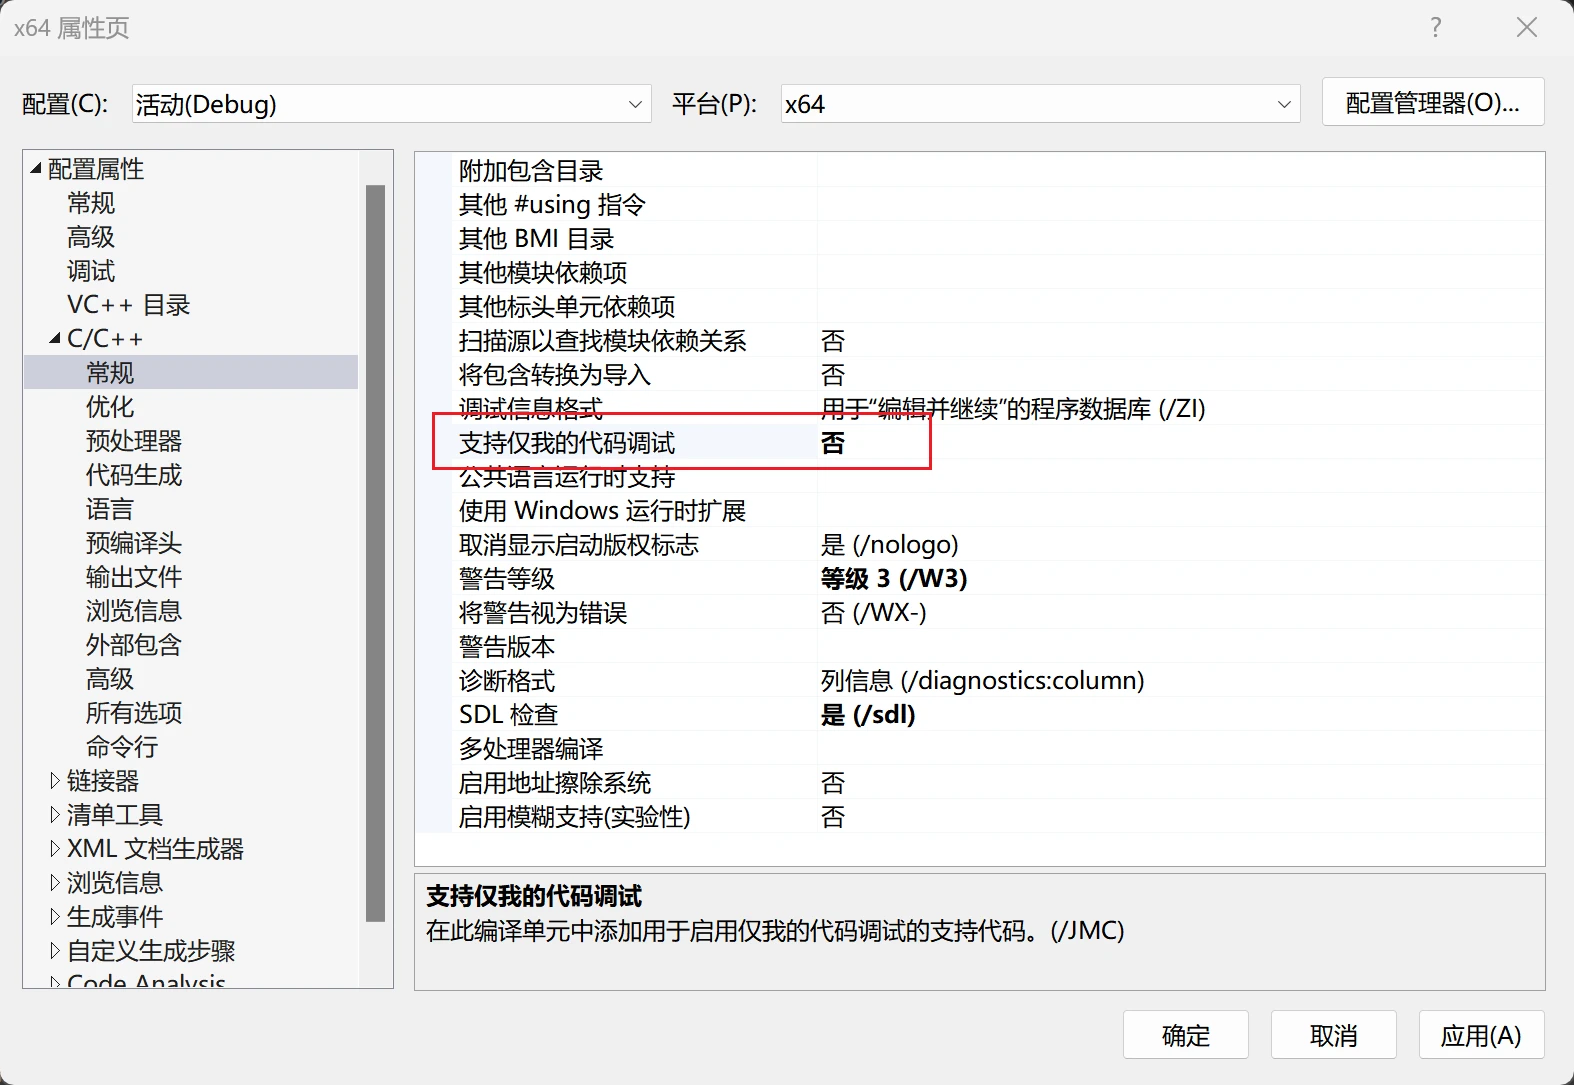 x64 属性页
配置(C):
活动(Debug)
平台(P):
x64
配置管理器(O)...
配置属性
常规
高级
调试
VC++ 目录
C/C++
常规
优化
预处理器
代码生成
语言
预编译头
输出文件
浏览信息
外部包含
高级
所有选项
命令行
链接器
清单工具
XML 文档生成器
浏览信息
生成事件
自定义生成步骤
Code Analysis
附加包含目录
其他 #using 指令
其他 BMI 目录
其他模块依赖项
其他标头单元依赖项
扫描源以查找模块依赖关系 否
将包含转换为导入 否
调试信息格式 用于“编辑并继续”的程序数据库 (/ZI)
支持仅我的代码调试 否
公共语言运行时支持
使用 Windows 运行时扩展
取消显示启动版权标志 是 (/nologo)
警告等级 等级 3 (/W3)
将警告视为错误 否 (/WX-)
警告版本
诊断格式 列信息 (/diagnostics:column)
SDL 检查 是 (/sdl)
多处理器编译
启用地址擦除系统 否
启用模糊支持(实验性) 否
支持仅我的代码调试
在此编译单元中添加用于启用仅我的代码调试的支持代码。(/JMC)
确定
取消
应用(A)